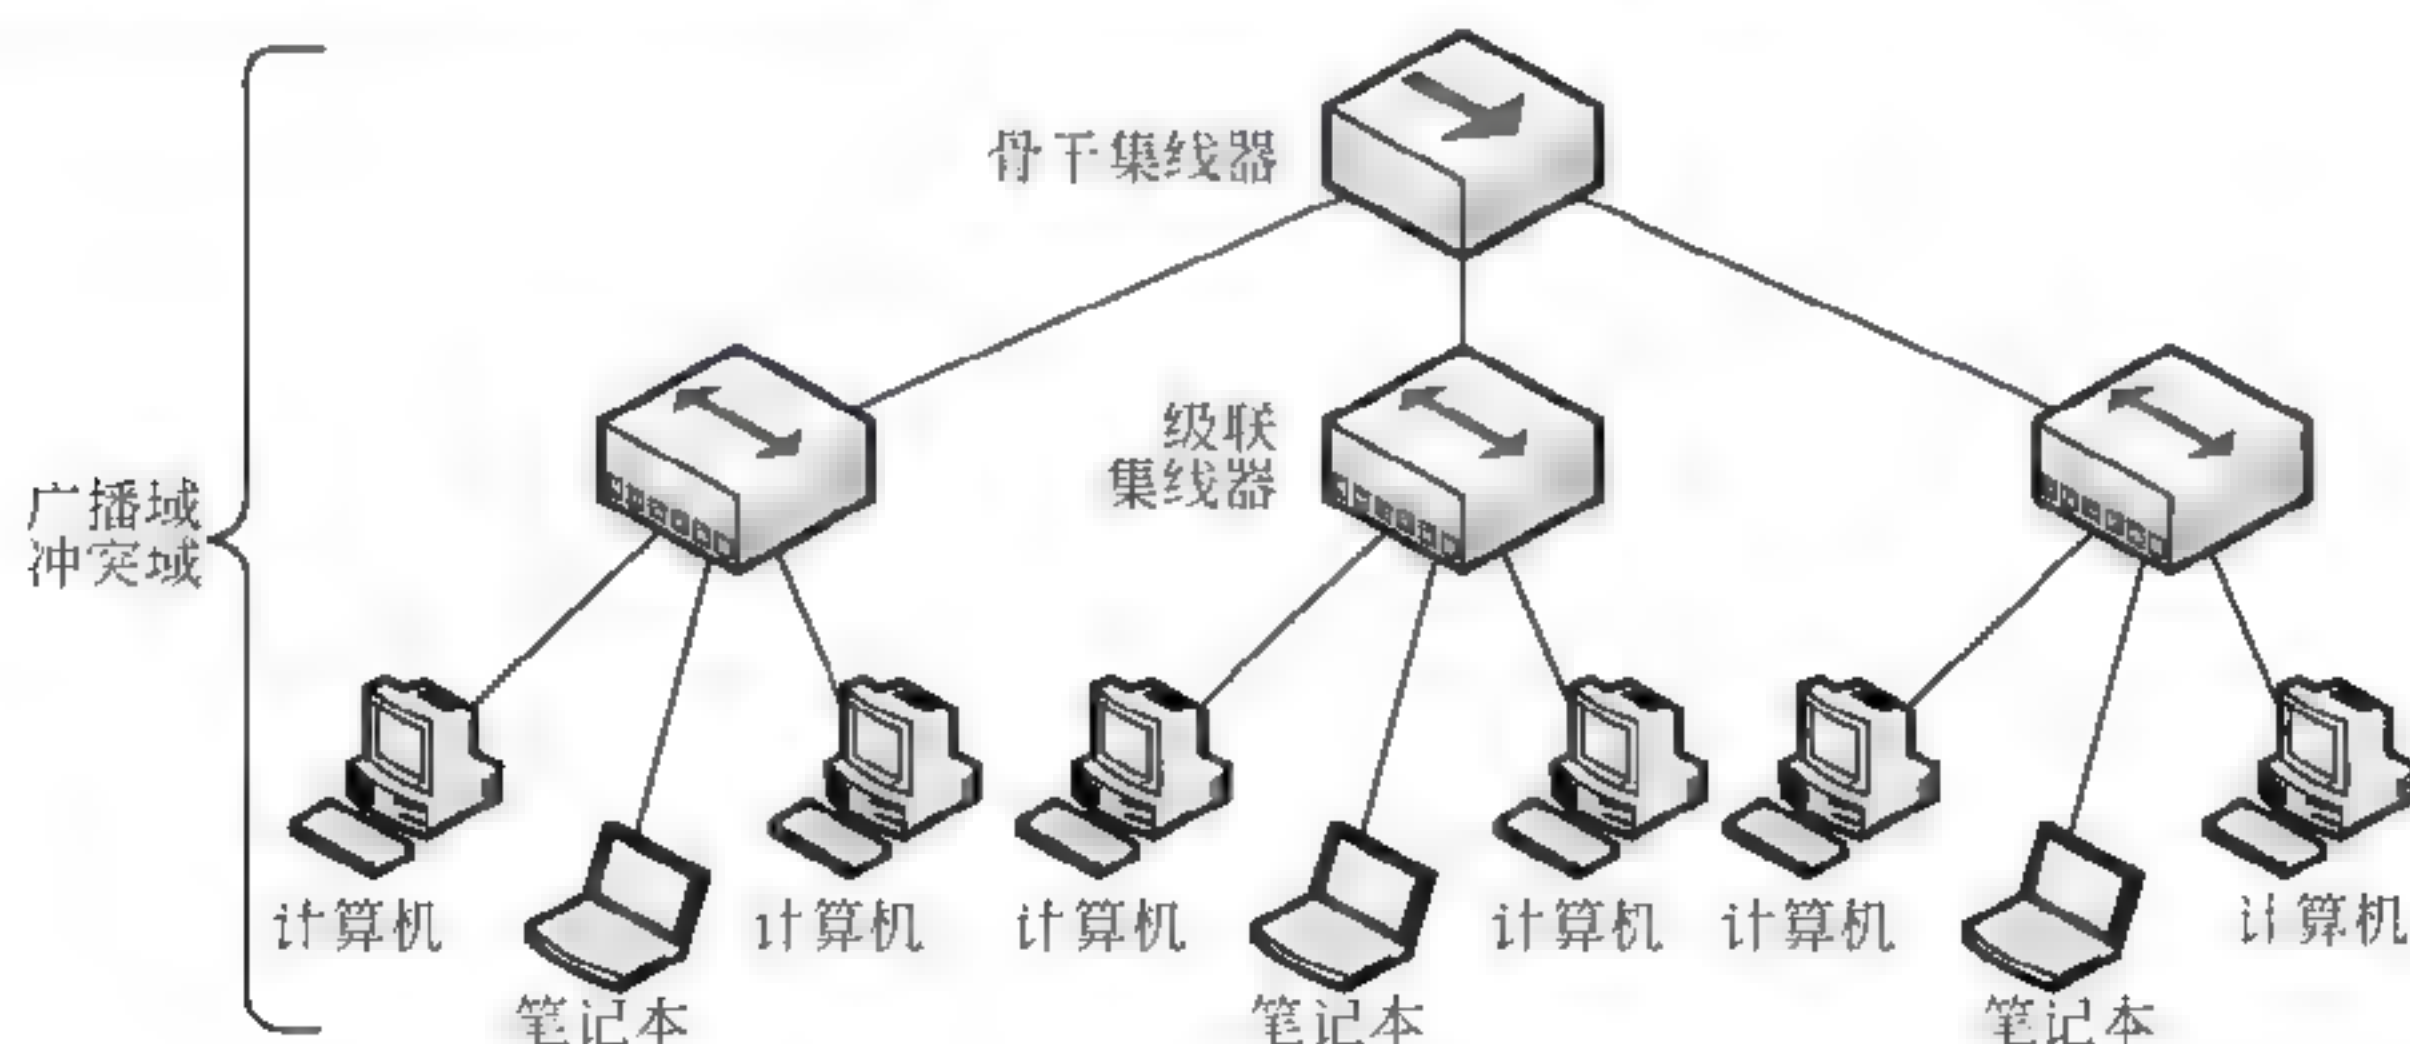 骨干集线器
级联
集线器
广播域
冲突域
计算机
计算机
计算机
计算机
计算机
计算机
笔记本
笔记本
笔记本